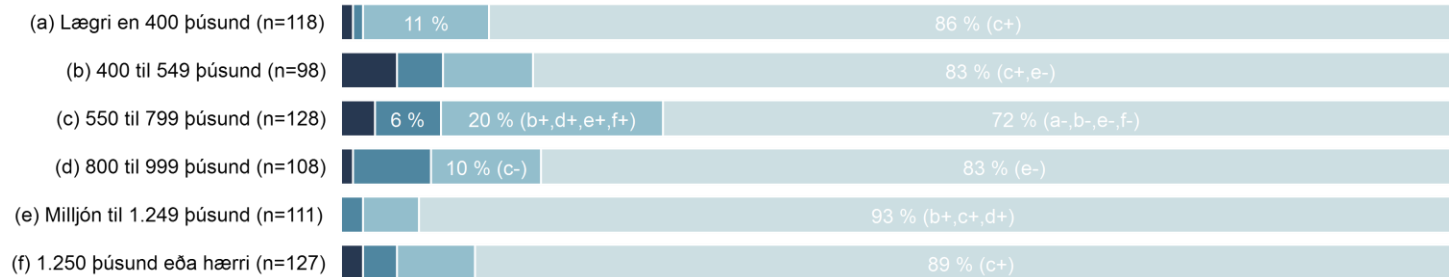 (a) Lægri en 400 þúsund (n=118) 11 % 86 % (c+)
(b) 400 til 549 þúsund (n=98) 83 % (c+,e-)
(c) 550 til 799 þúsund (n=128) 6 % 20 % (b+,d+,e+,f+) 72 % (a-,b-,e-,f-)
(d) 800 til 999 þúsund (n=108) 10 % (c-) 83 % (e-)
(e) Milljón til 1.249 þúsund (n=111) 93 % (b+,c+,d+)
(f) 1.250 þúsund eða hærri (n=127) 89 % (c+)